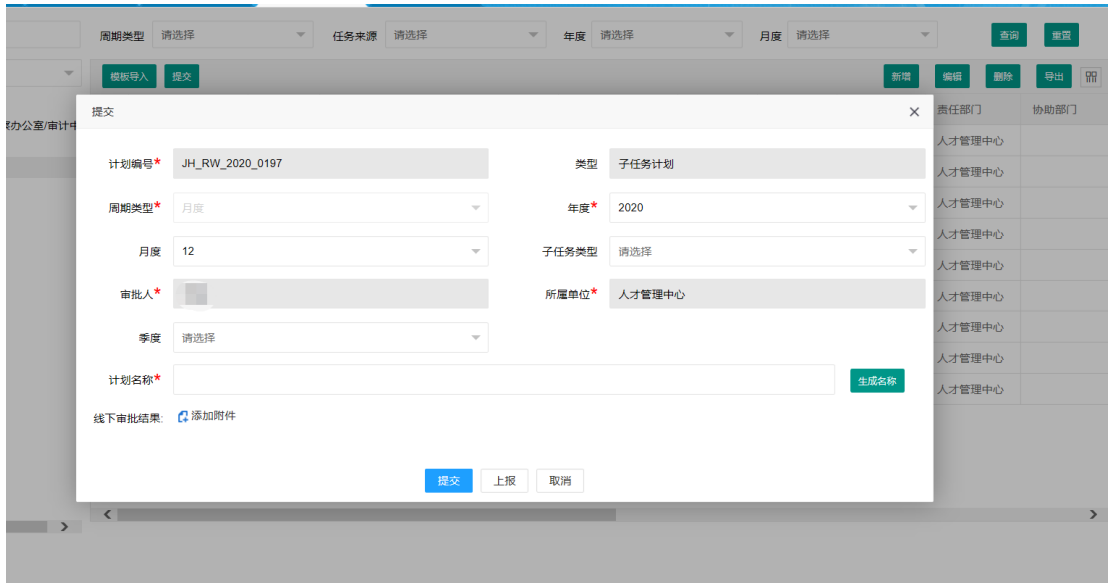 周期类型 请选择 任务来源 请选择 年度 请选择 月度 请选择 查询 重置
模板导入 提交 新增 编辑 删除 导出
提交
责任部门 协助部门
办公室/审计中
人才管理中心
计划编号* JH_RW_2020_0197 类型 子任务计划
人才管理中心
周期类型* 月度 年度* 2020
人才管理中心
人才管理中心
月度 12 子任务类型 请选择
人才管理中心
审批人* 所属单位* 人才管理中心
人才管理中心
季度 请选择
人才管理中心
人才管理中心
计划名称* 生成名称
人才管理中心
线下审批结果: 添加附件
提交 上报 取消